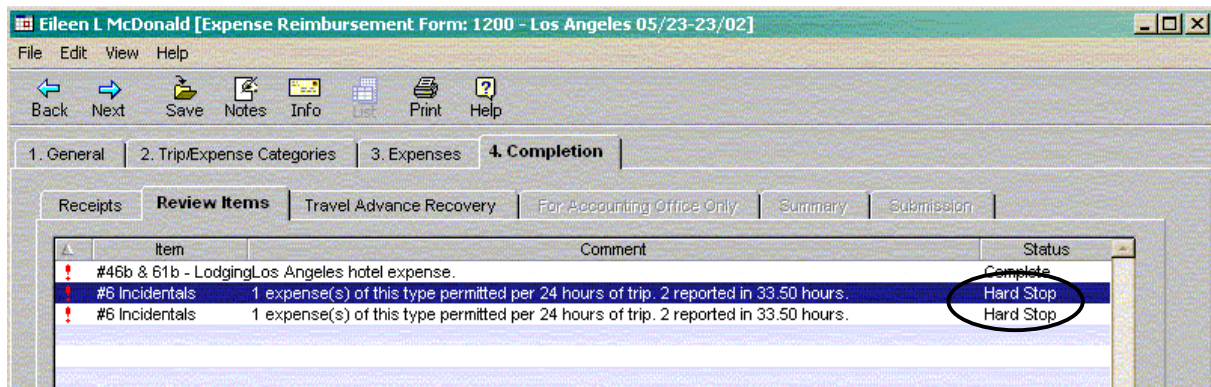 Eileen L McDonald [Expense Reimbursement Form: 1200 - Los Angeles 05/23-23/02]
File Edit View Help
Back Next Save Notes Info List Print Help
1. General 2. Trip/Expense Categories 3. Expenses 4. Completion
Receipts Review Items Travel Advance Recovery For Accounting Office Only Summary Submission
Item Comment Status
! #46b & 61b - LodgingLos Angeles hotel expense. Complete
! #6 Incidentals 1 expense(s) of this type permitted per 24 hours of trip. 2 reported in 33.50 hours. Hard Stop
! #6 Incidentals 1 expense(s) of this type permitted per 24 hours of trip. 2 reported in 33.50 hours. Hard Stop